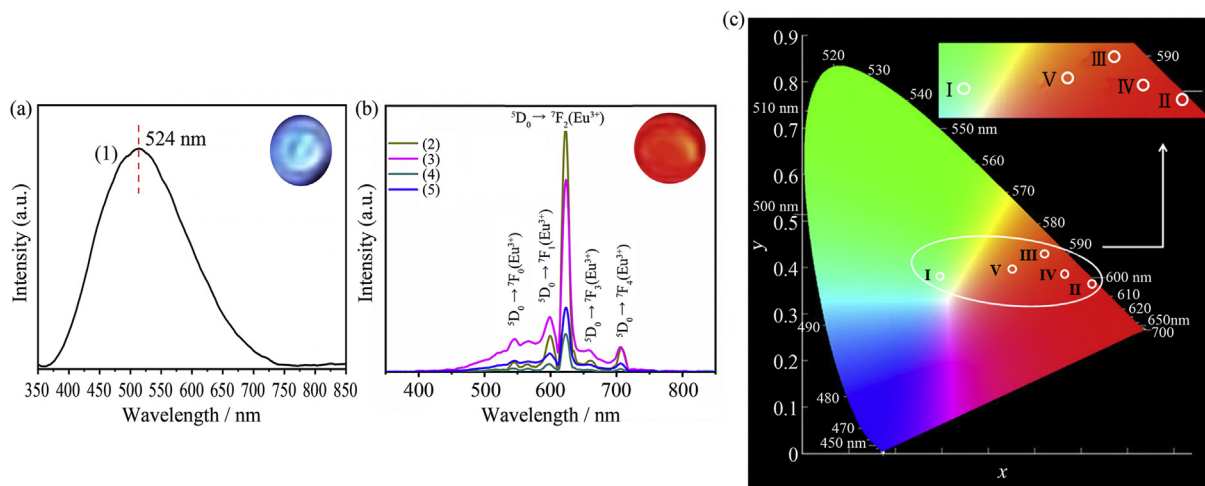 (a)
(1)
524 nm
Intensity (a.u.)
350 400 450 500 550 600 650 700 750 800 850
Wavelength / nm
(b)
⁵D₀ → ⁷F₂(Eu³⁺)
(2)
(3)
(4)
(5)
⁵D₀ → ⁷F₀(Eu³⁺)
⁵D₀ → ⁷F₁(Eu³⁺)
⁵D₀ → ⁷F₃(Eu³⁺)
⁵D₀ → ⁷F₄(Eu³⁺)
Intensity (a.u.)
400 500 600 700 800
Wavelength / nm
(c)
0.9
0.8
0.7
0.6
0.5
0.4
0.3
0.2
0.1
0
y
x
520
530
540
510 nm
550 nm
560
570
500 nm
580
590
600 nm
610
620
650nm
700
490
480
470
450 nm
I
V
III
IV
II
590
I
V
III
IV
II